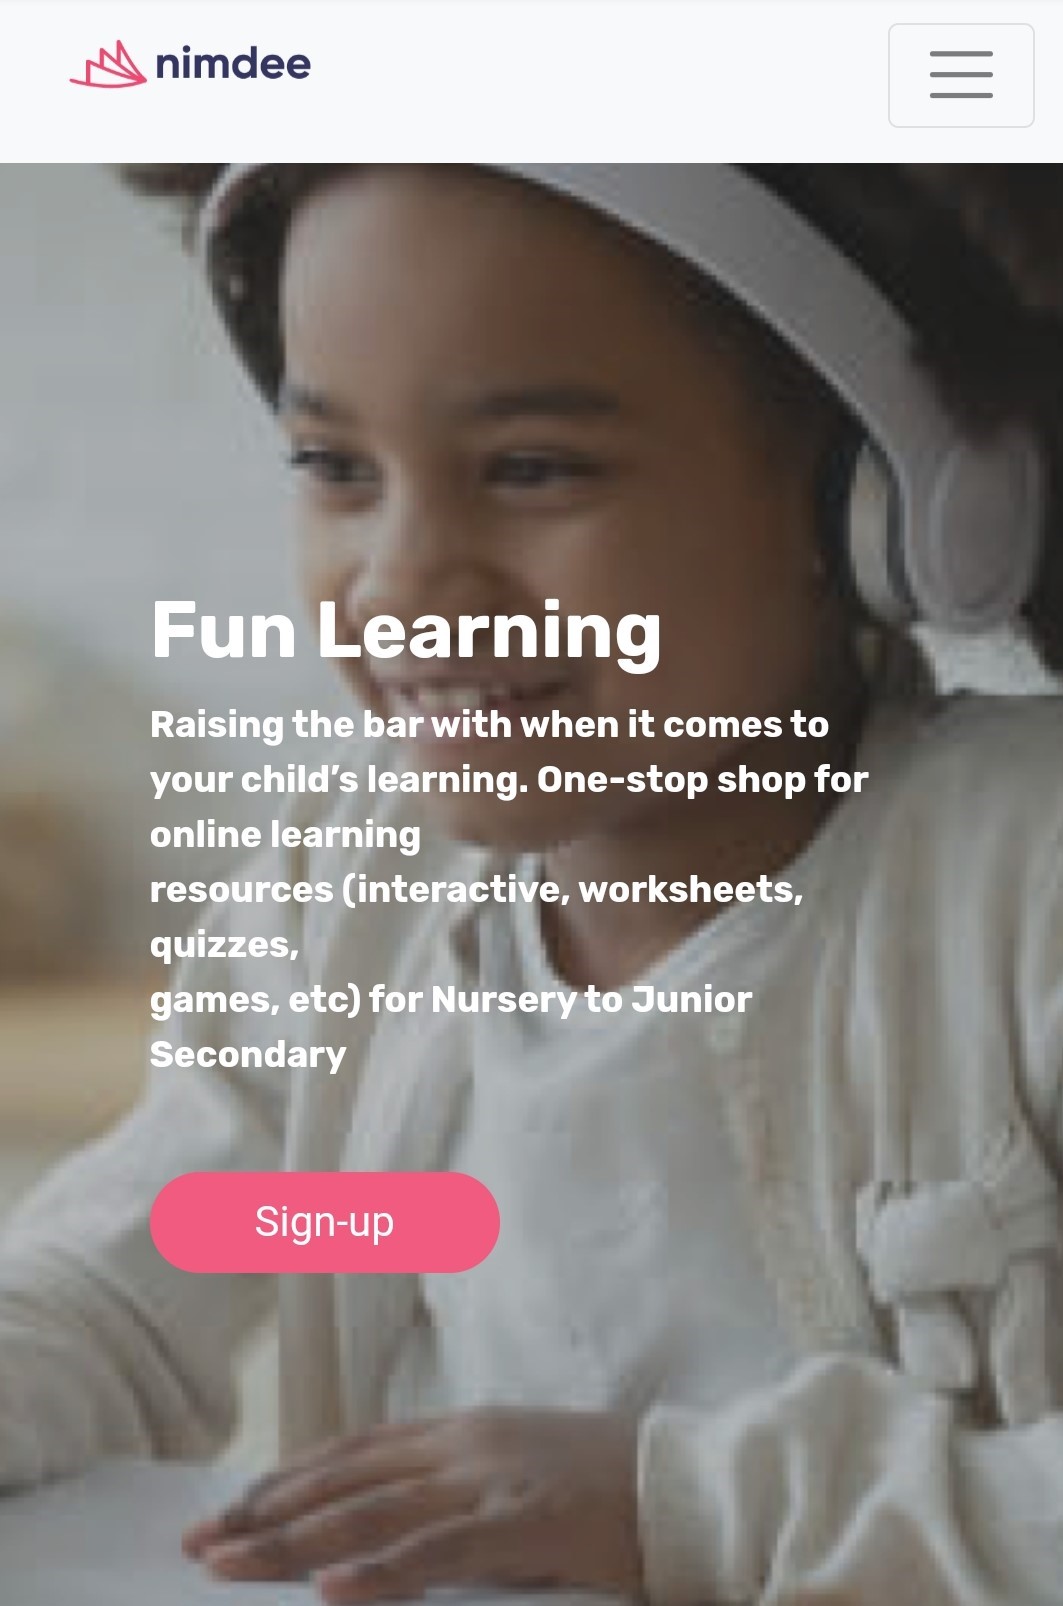 nimdee
Fun Learning
Raising the bar with when it comes to
your child’s learning. One-stop shop for
online learning
resources (interactive, worksheets,
quizzes,
games, etc) for Nursery to Junior
Secondary
Sign-up